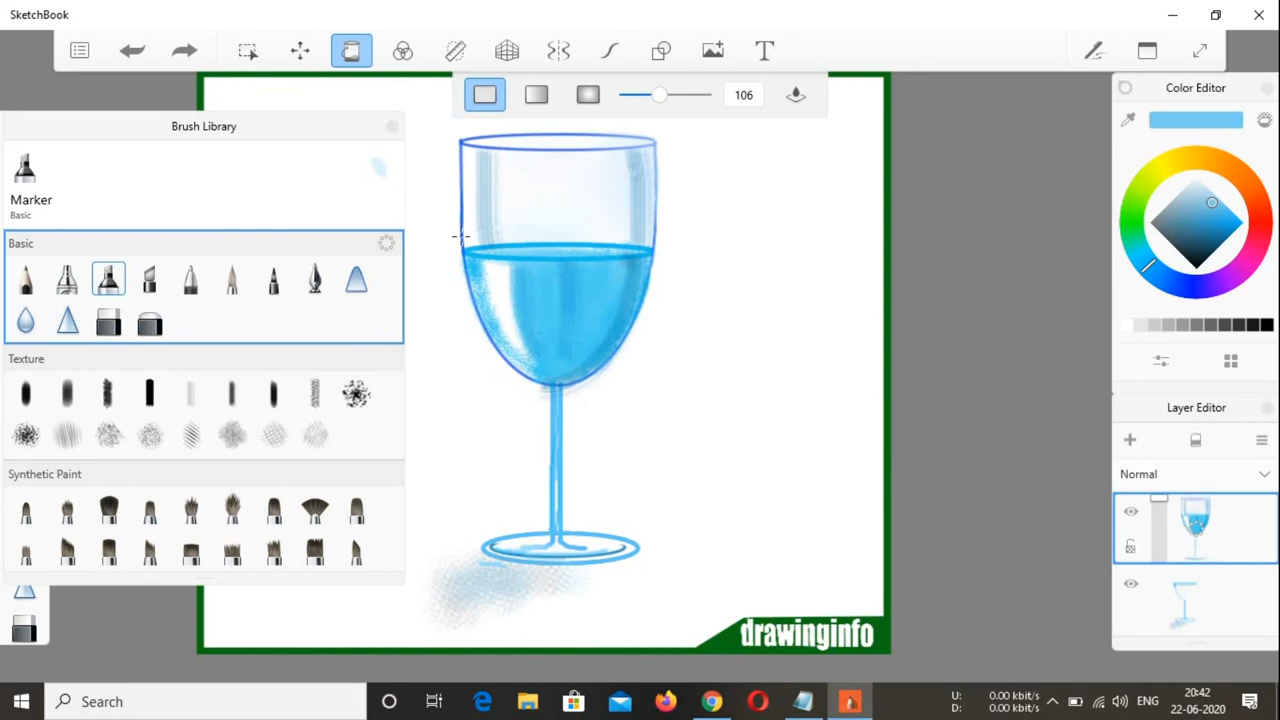 SketchBook
T
106
Brush Library
Color Editor
Marker
Basic
Basic
Texture
Layer Editor
Normal
Synthetic Paint
drawinginfo
Search
U: 0.00 kbit/s
D: 0.00 kbit/s
ENG
20:42
22-06-2020